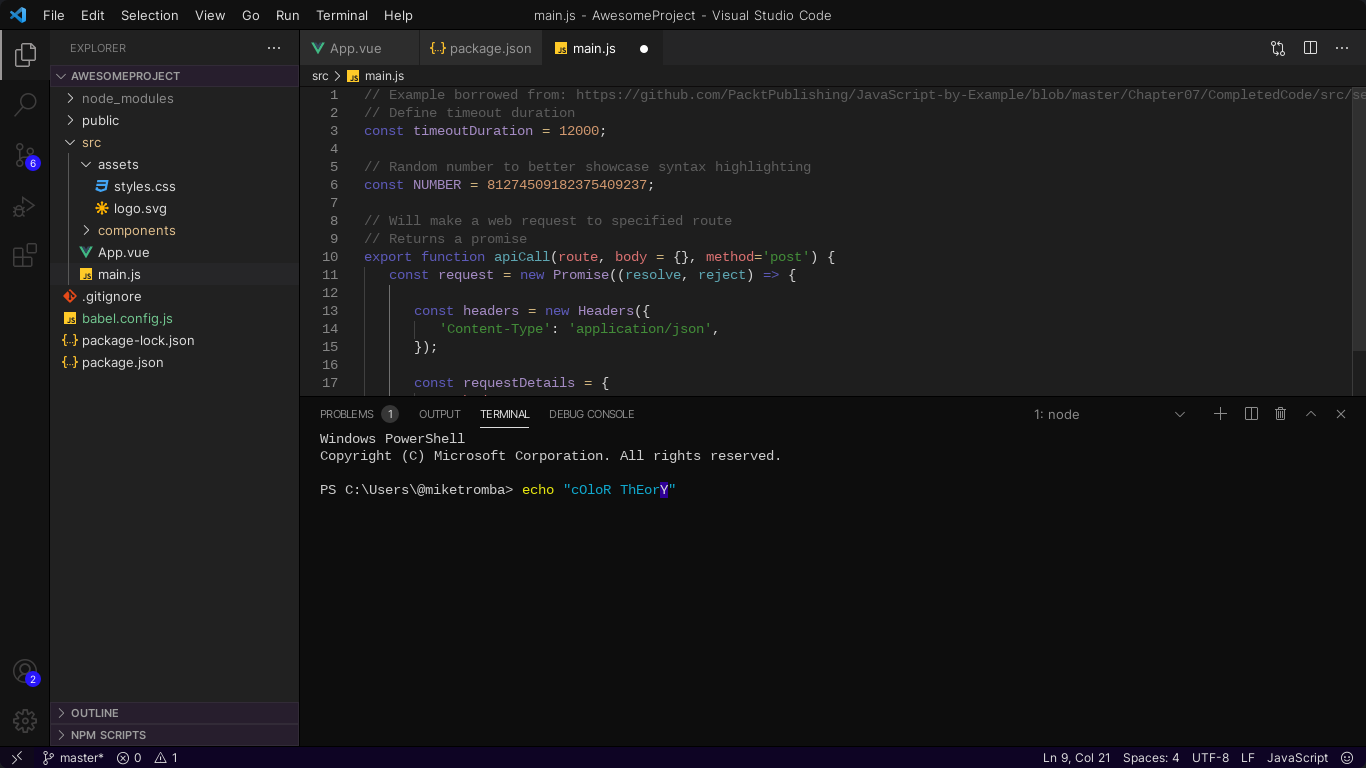 File Edit Selection View Go Run Terminal Help
main.js - AwesomeProject - Visual Studio Code
EXPLORER
AWESOMEPROJECT
node_modules
public
src
assets
styles.css
logo.svg
components
App.vue
main.js
.gitignore
babel.config.js
package-lock.json
package.json
OUTLINE
NPM SCRIPTS
6
2
App.vue
package.json
main.js
src > main.js
1 // Example borrowed from: https://github.com/PacktPublishing/JavaScript-by-Example/blob/master/Chapter07/CompletedCode/src/se
2 // Define timeout duration
3 const timeoutDuration = 12000;
4
5 // Random number to better showcase syntax highlighting
6 const NUMBER = 81274509182375409237;
7
8 // Will make a web request to specified route
9 // Returns a promise
10 export function apiCall(route, body = {}, method='post') {
11 const request = new Promise((resolve, reject) => {
12
13 const headers = new Headers({
14 'Content-Type': 'application/json',
15 });
16
17 const requestDetails = {
PROBLEMS 1 OUTPUT TERMINAL DEBUG CONSOLE
1: node
Windows PowerShell
Copyright (C) Microsoft Corporation. All rights reserved.
PS C:\Users\@miketromba> echo "cOloR ThEorY"
master* 0 1
Ln 9, Col 21 Spaces: 4 UTF-8 LF JavaScript